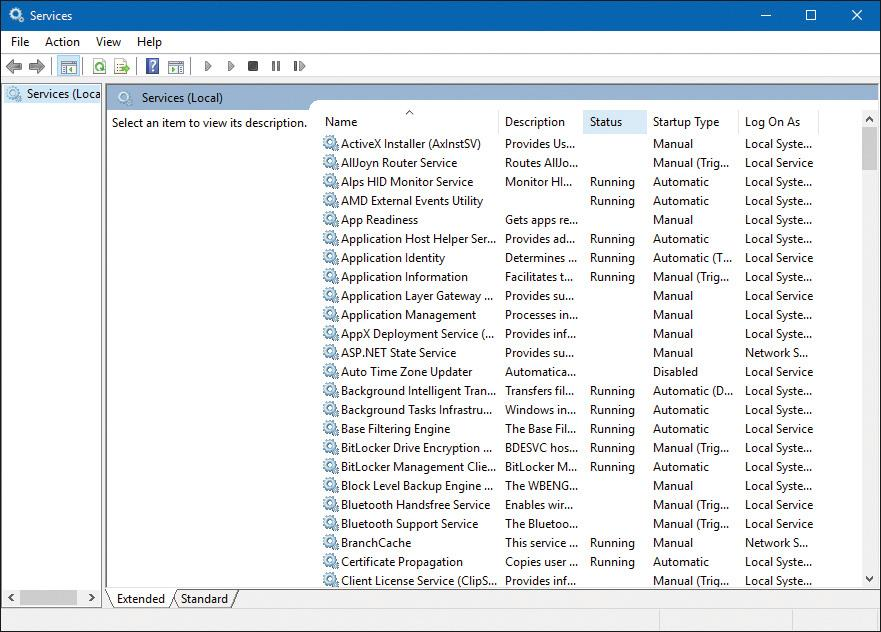 Services
File Action View Help
Services (Loca
Services (Local)
Select an item to view its description.
Name Description Status Startup Type Log On As
ActiveX Installer (AxInstSV) Provides Us... Manual Local Syste...
AllJoyn Router Service Routes AllJo... Manual (Trig... Local Service
Alps HID Monitor Service Monitor HI... Running Automatic Local Syste...
AMD External Events Utility Running Automatic Local Syste...
App Readiness Gets apps re... Manual Local Syste...
Application Host Helper Ser... Provides ad... Running Automatic Local Syste...
Application Identity Determines ... Running Automatic (T... Local Service
Application Information Facilitates t... Running Manual (Trig... Local Syste...
Application Layer Gateway ... Provides su... Manual Local Service
Application Management Processes in... Manual Local Syste...
AppX Deployment Service (... Provides inf... Manual Local Syste...
ASP.NET State Service Provides su... Manual Network S...
Auto Time Zone Updater Automatica... Disabled Local Service
Background Intelligent Tran... Transfers fil... Running Automatic (D... Local Syste...
Background Tasks Infrastru... Windows in... Running Automatic Local Syste...
Base Filtering Engine The Base Fil... Running Automatic Local Service
BitLocker Drive Encryption ... BDESVC hos... Running Manual (Trig... Local Syste...
BitLocker Management Clie... BitLocker M... Running Automatic Local Syste...
Block Level Backup Engine ... The WBENG... Manual Local Syste...
Bluetooth Handsfree Service Enables wir... Manual (Trig... Local Service
Bluetooth Support Service The Bluetoo... Manual (Trig... Local Service
BranchCache This service ... Running Manual Network S...
Certificate Propagation Copies user ... Running Automatic Local Syste...
Client License Service (ClipS... Provides inf... Manual (Trig... Local Syste...
Extended Standard